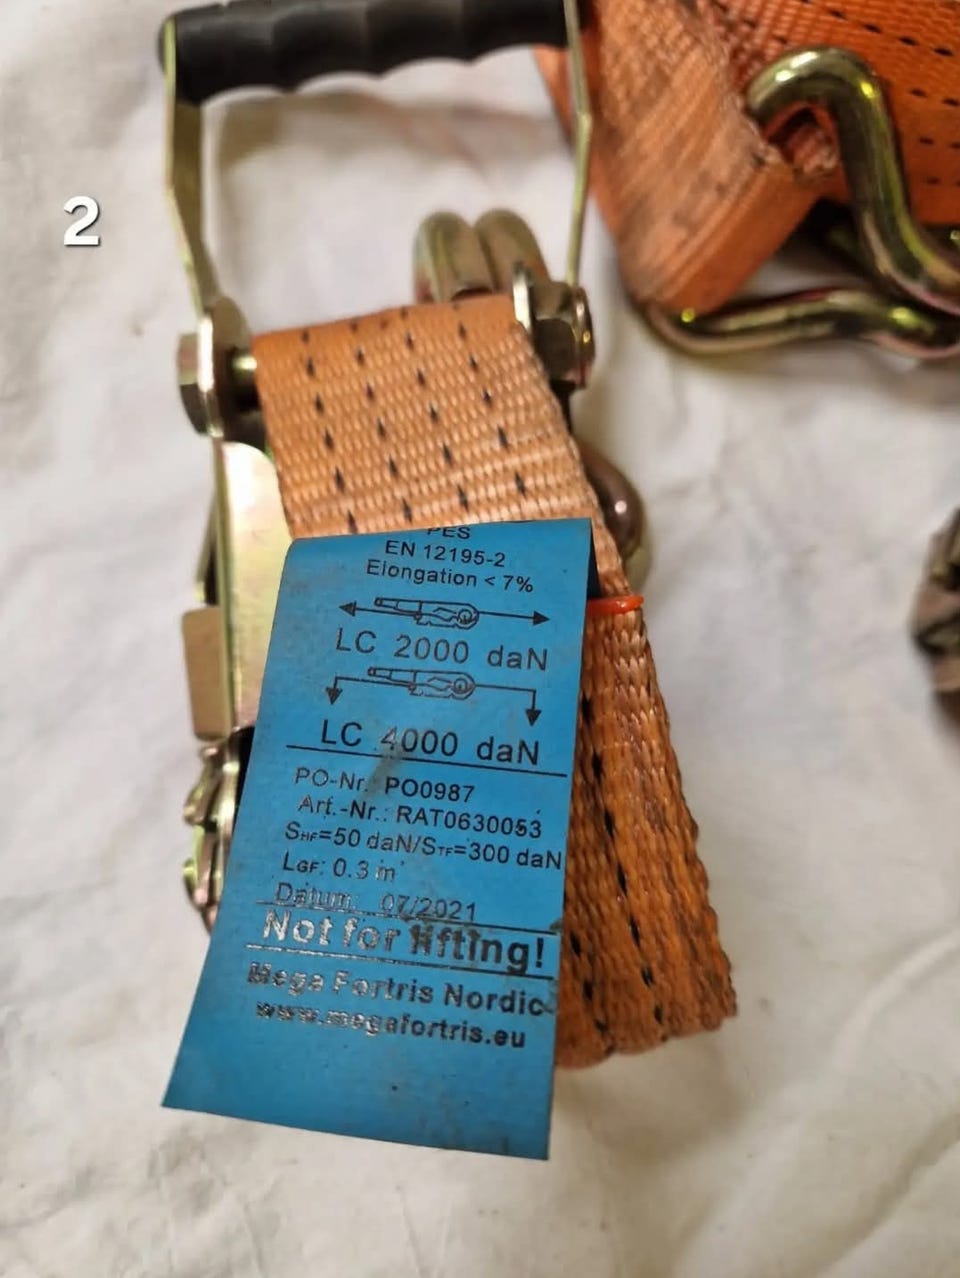 2
PES
EN 12195-2
Elongation < 7%
LC 2000 daN
LC 4000 daN
PO-Nr.: PO0987
Art.-Nr.: RAT0630053
SHF=50 daN/STF=300 daN
LGF: 0.3 m
Datum: 07/2021
Not for lifting!
Mega Fortris Nordic
www.megafortris.eu